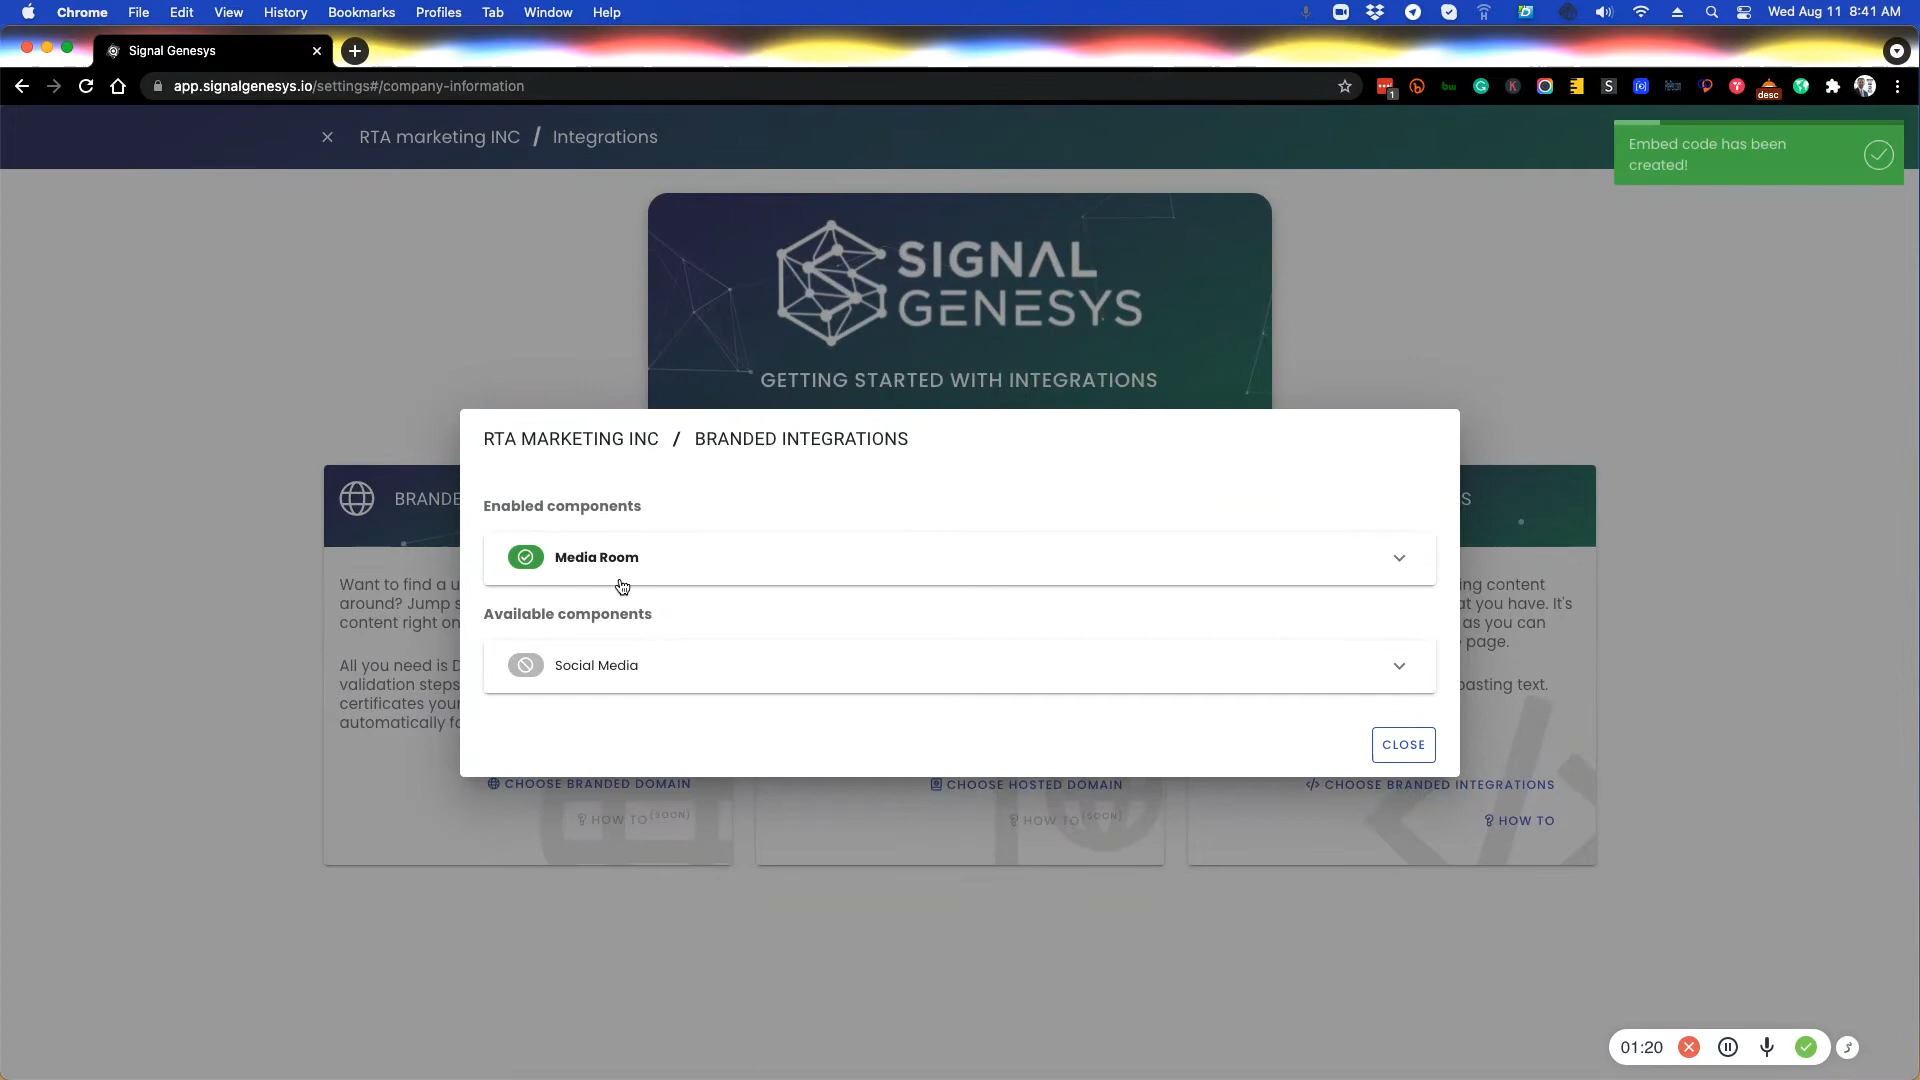 Chrome File Edit View History Bookmarks Profiles Tab Window Help
Wed Aug 11 8:41 AM
Signal Genesys
app.signalgenesys.io/settings#/company-information
1
bw
K
S
desc
RTA marketing INC / Integrations
Embed code has been
created!
SIGNAL
GENESYS
GETTING STARTED WITH INTEGRATIONS
RTA MARKETING INC / BRANDED INTEGRATIONS
Enabled components
Media Room
Available components
Social Media
CLOSE
BRANDE
Want to find a u
around? Jump s
content right on
All you need is D
validation steps
certificates your
automatically fo
CHOOSE BRANDED DOMAIN
HOW TO (SOON)
CHOOSE HOSTED DOMAIN
HOW TO (SOON)
S
ing content
at you have. It's
as you can
page.
pasting text.
</> CHOOSE BRANDED INTEGRATIONS
HOW TO
01:20